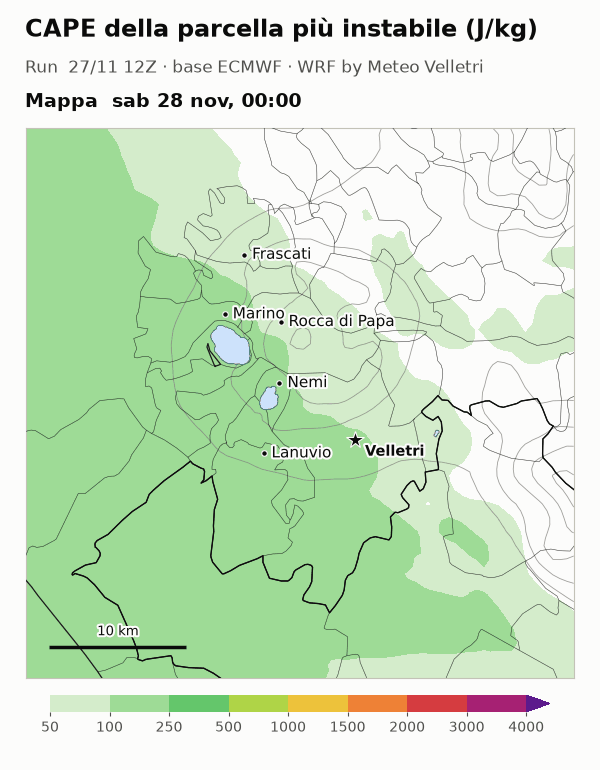 CAPE della parcella più instabile (J/kg)
Run  27/11 12Z · base ECMWF · WRF by Meteo Velletri
Mappa  sab 28 nov, 00:00
Frascati
Marino
Rocca di Papa
Nemi
Velletri
Lanuvio
10 km
50 100 250 500 1000 1500 2000 3000 4000